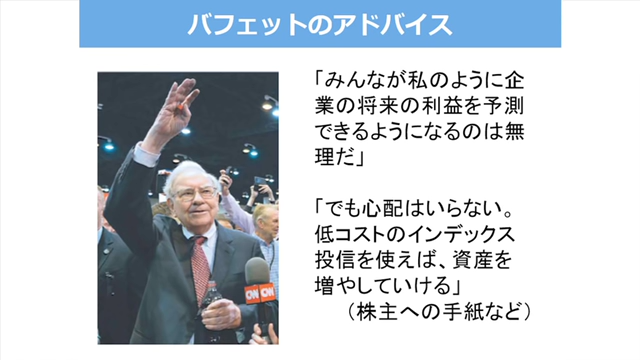 バフェットのアドバイス
「みんなが私のように企
業の将来の利益を予測
できるようになるのは無
理だ」
「でも心配はいらない。
低コストのインデックス
投信を使えば、資産を
増やしていける」
（株主への手紙など）
CNN
CNN